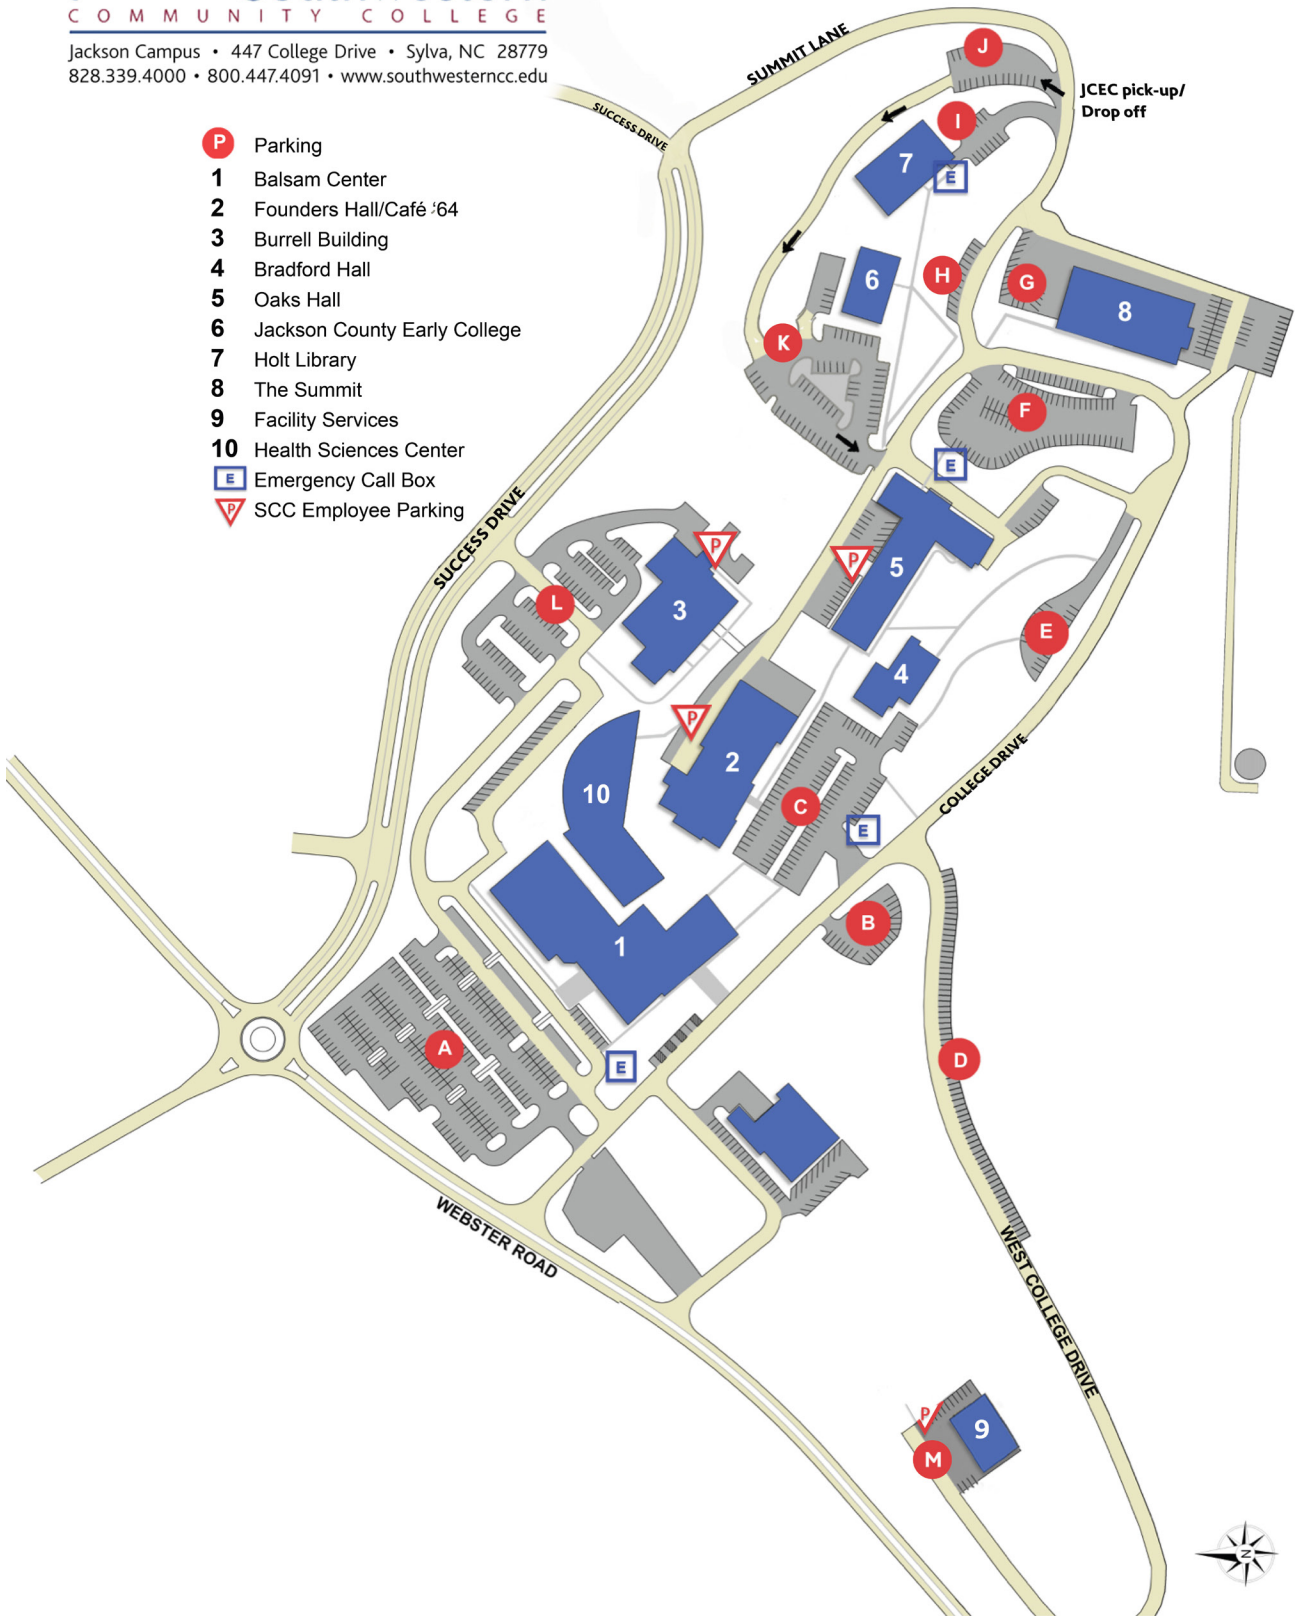 COMMUNITY COLLEGE
Jackson Campus • 447 College Drive • Sylva, NC 28779
828.339.4000 • 800.447.4091 • www.southwesterncc.edu
P Parking
1 Balsam Center
2 Founders Hall/Café ‘64
3 Burrell Building
4 Bradford Hall
5 Oaks Hall
6 Jackson County Early College
7 Holt Library
8 The Summit
9 Facility Services
10 Health Sciences Center
E Emergency Call Box
P SCC Employee Parking
SUMMIT LANE
J
JCEC pick-up/
Drop off
SUCCESS DRIVE
I
7
E
6
H
G
8
K
F
E
SUCCESS DRIVE
P
P
5
L
3
E
4
P
2
10
C
COLLEGE DRIVE
E
B
1
A
E
D
WEBSTER ROAD
WEST COLLEGE DRIVE
P
9
M
N